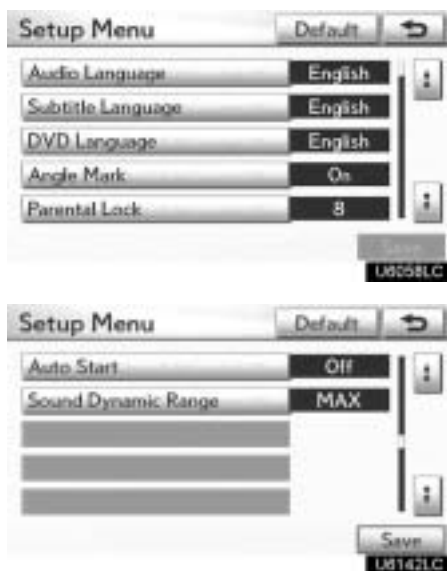 Setup Menu Default
Audio Language English
Subtitle Language English
DVD Language English
Angle Mark On
Parental Lock 8
Save
U6058LC
Setup Menu Default
Auto Start Off
Sound Dynamic Range MAX
Save
U6142LC